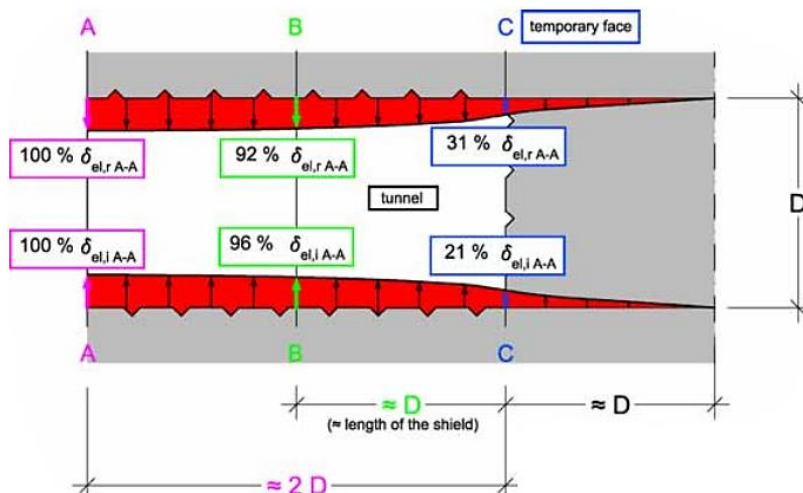 A
B
C
temporary face
100 % δel,r A-A
92 % δel,r A-A
31 % δel,r A-A
tunnel
D
100 % δel,i A-A
96 % δel,i A-A
21 % δel,i A-A
A
B
C
≈ D
≈ D
(≈ length of the shield)
≈ 2 D